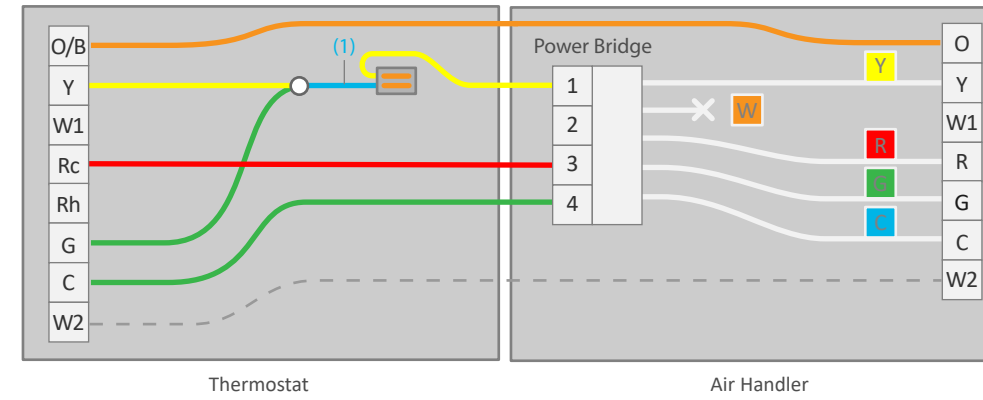 O/B
Y
W1
Rc
Rh
G
C
W2
(1)
Power Bridge
1
2
3
4
Y
W
R
G
C
O
Y
W1
R
G
C
W2
Thermostat
Air Handler